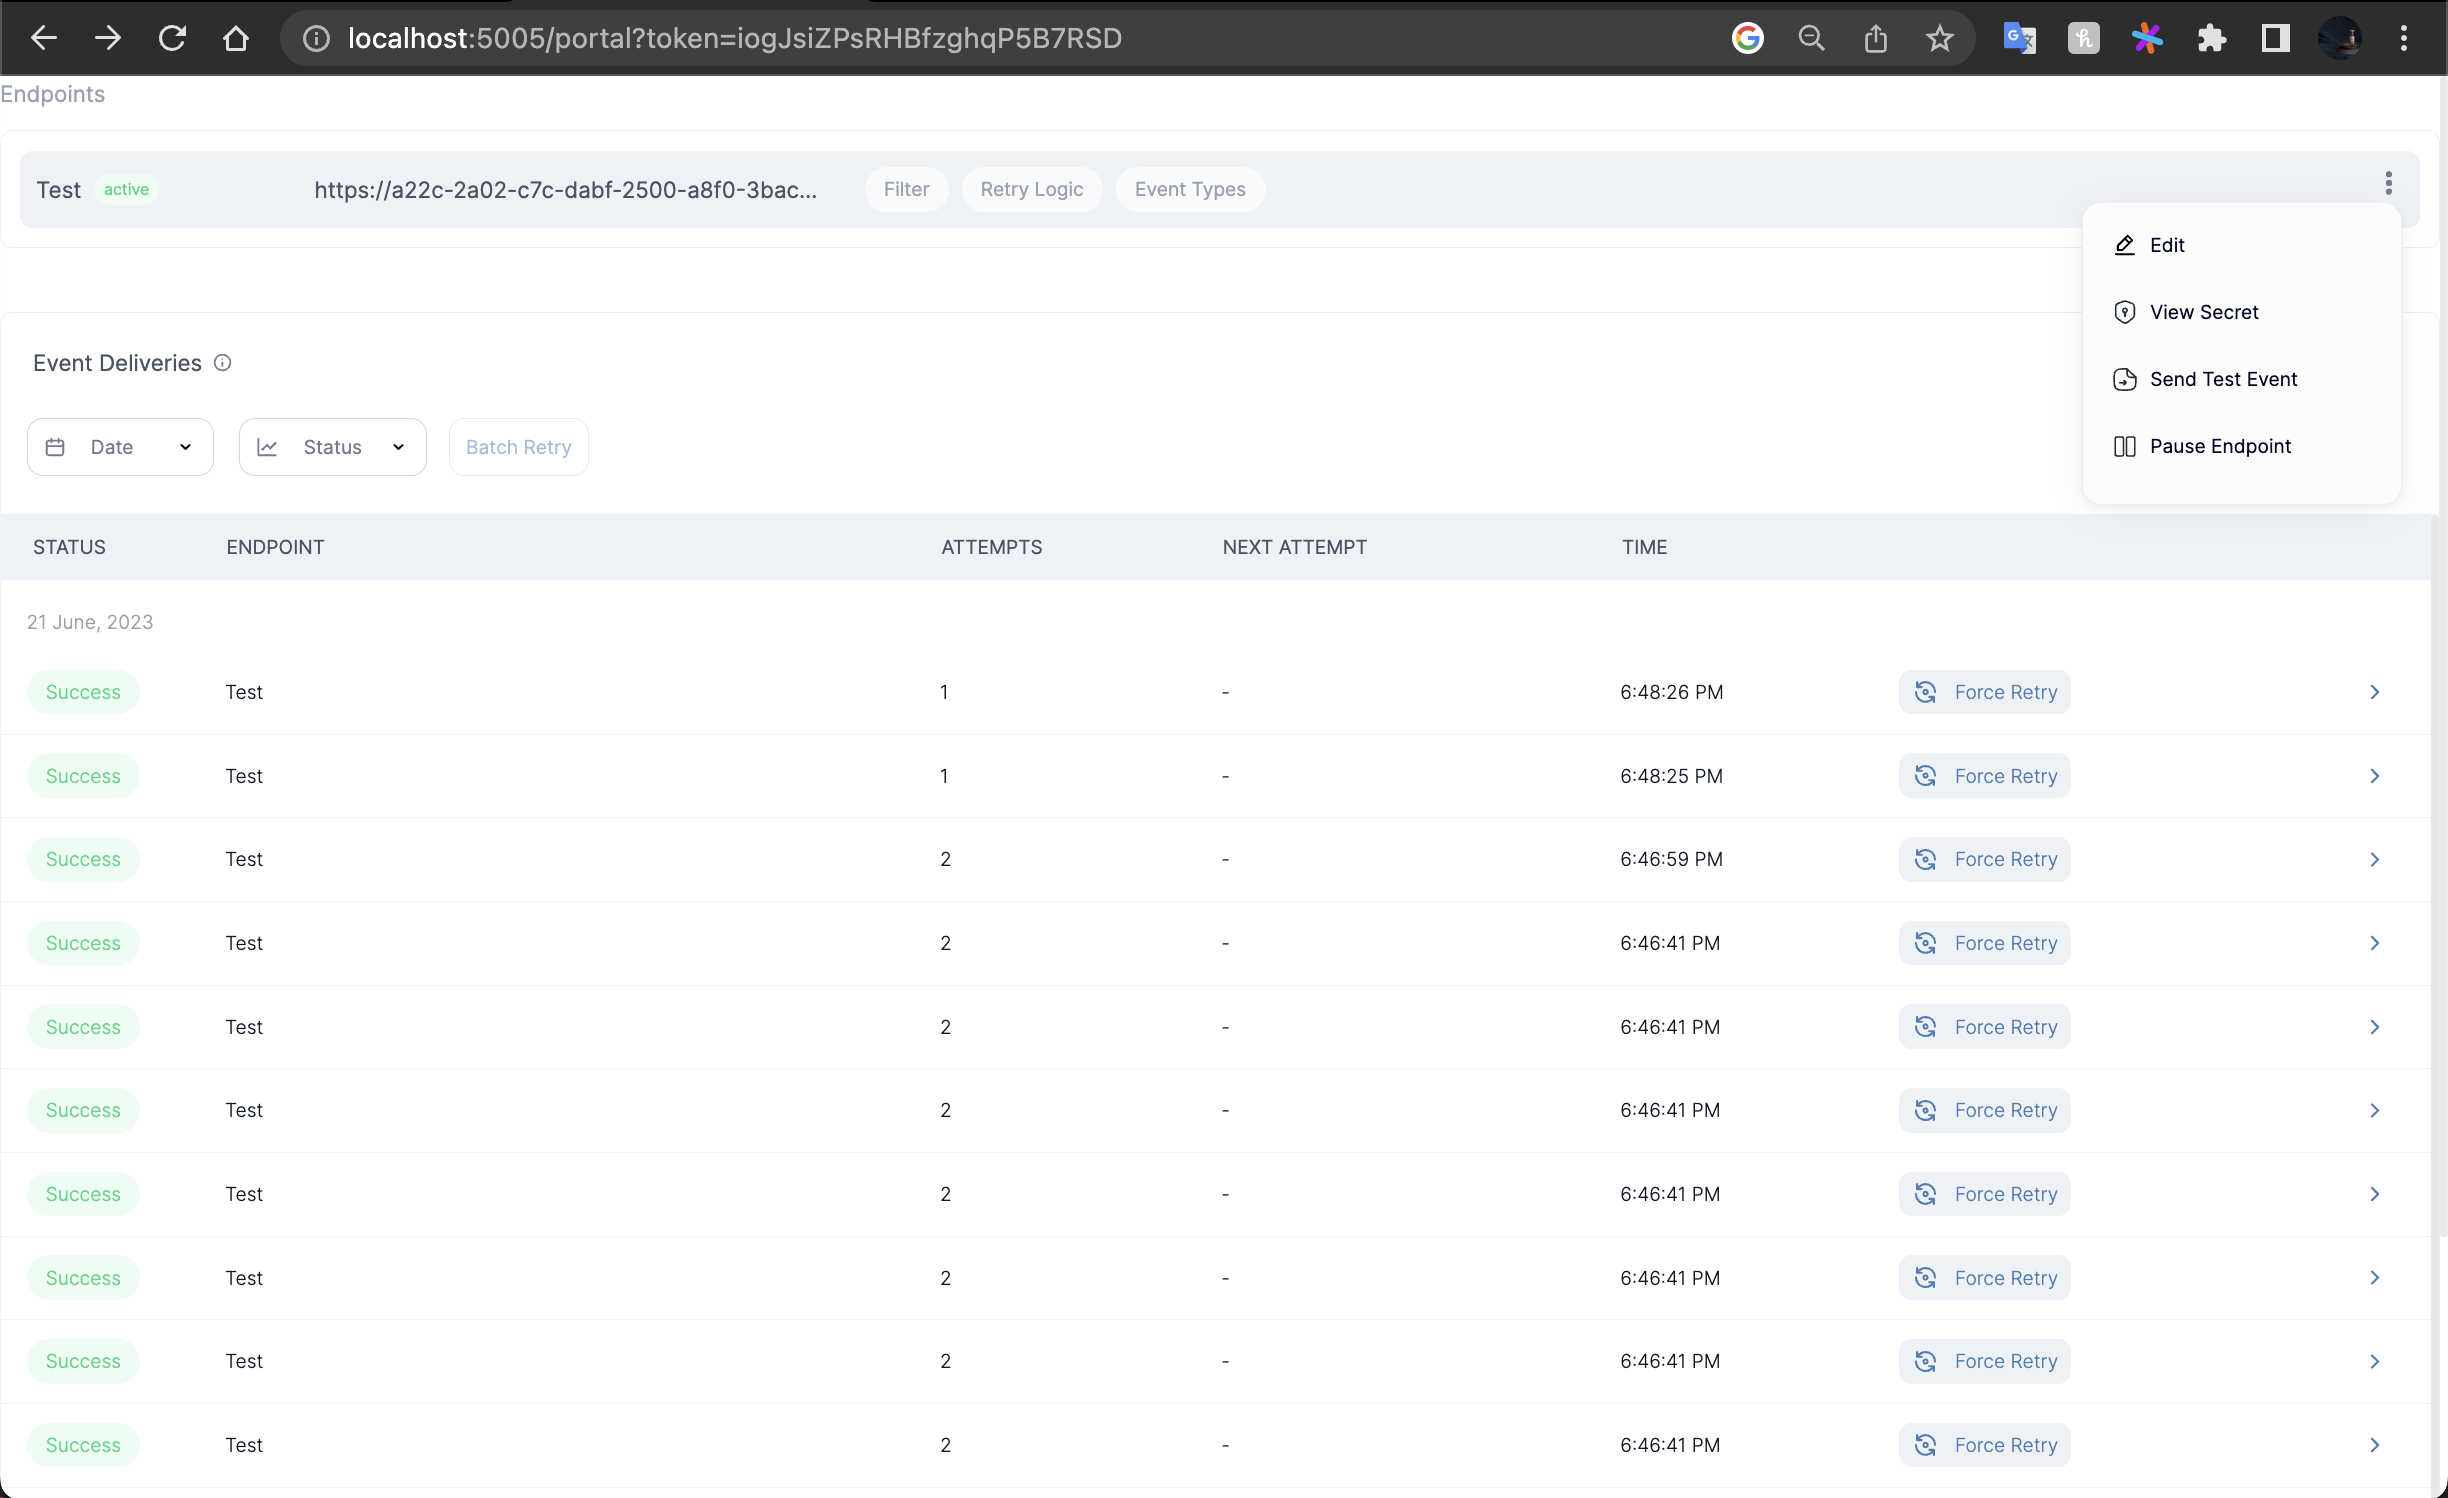 localhost:5005/portal?token=iogJsiZPsRHBfzghqP5B7RSD
Endpoints
Test active https://a22c-2a02-c7c-dabf-2500-a8f0-3bac... Filter Retry Logic Event Types
Edit
View Secret
Send Test Event
Pause Endpoint
Event Deliveries
Date Status Batch Retry
STATUS ENDPOINT ATTEMPTS NEXT ATTEMPT TIME
21 June, 2023
Success Test 1 - 6:48:26 PM Force Retry
Success Test 1 - 6:48:25 PM Force Retry
Success Test 2 - 6:46:59 PM Force Retry
Success Test 2 - 6:46:41 PM Force Retry
Success Test 2 - 6:46:41 PM Force Retry
Success Test 2 - 6:46:41 PM Force Retry
Success Test 2 - 6:46:41 PM Force Retry
Success Test 2 - 6:46:41 PM Force Retry
Success Test 2 - 6:46:41 PM Force Retry
Success Test 2 - 6:46:41 PM Force Retry